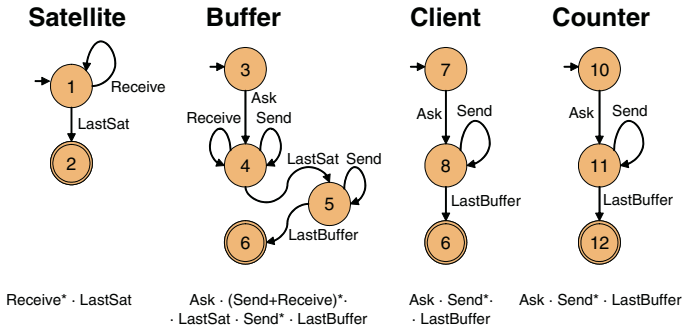 Satellite
Buffer
Client
Counter
1
Receive
LastSat
2
3
Ask
Receive
Send
4
LastSat
Send
5
LastBuffer
6
7
Ask
Send
8
LastBuffer
6
10
Ask
Send
11
LastBuffer
12
Receive* · LastSat
Ask · (Send+Receive)*·
· LastSat · Send* · LastBuffer
Ask · Send*·
· LastBuffer
Ask · Send* · LastBuffer